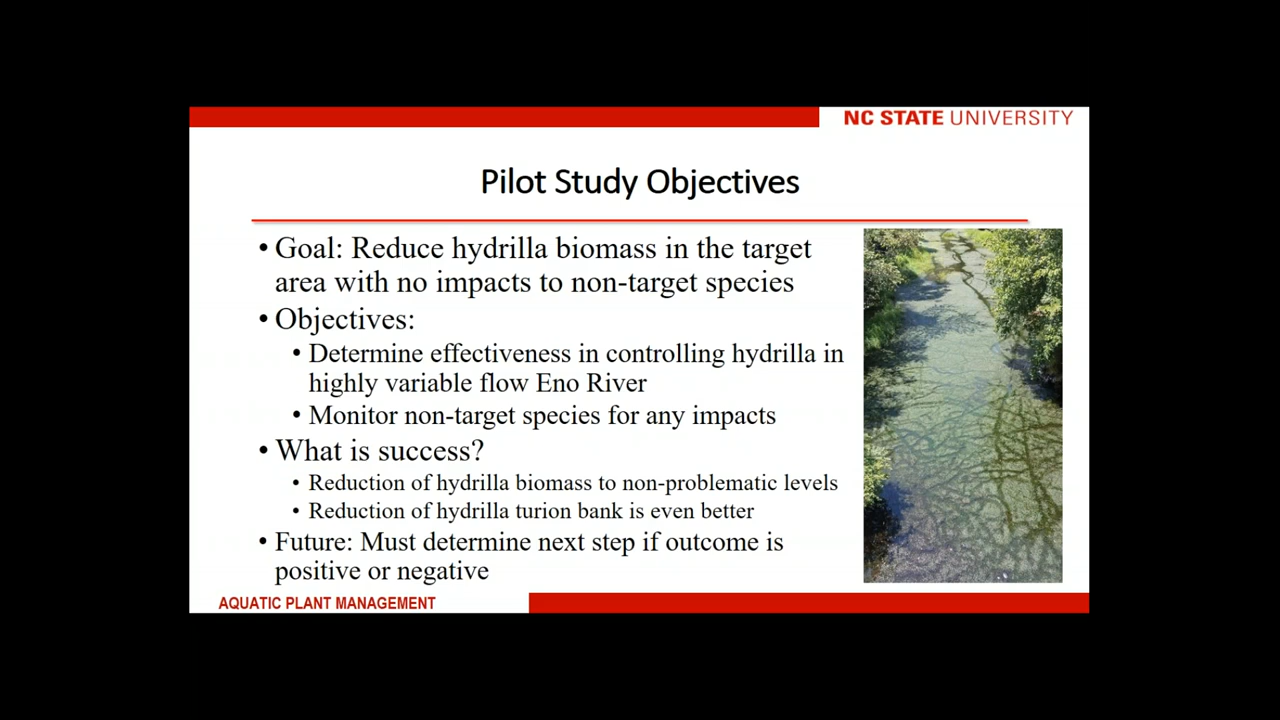 NC STATE UNIVERSITY
Pilot Study Objectives
• Goal: Reduce hydrilla biomass in the target
area with no impacts to non-target species
• Objectives:
• Determine effectiveness in controlling hydrilla in
highly variable flow Eno River
• Monitor non-target species for any impacts
• What is success?
• Reduction of hydrilla biomass to non-problematic levels
• Reduction of hydrilla turion bank is even better
• Future: Must determine next step if outcome is
positive or negative
AQUATIC PLANT MANAGEMENT